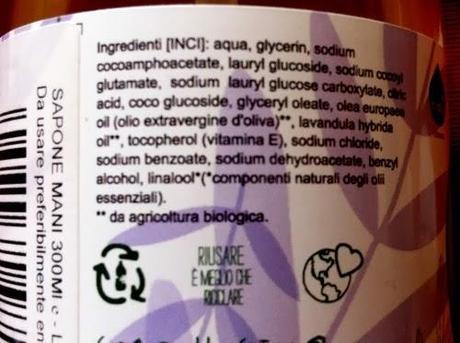 Ingredienti [INCI]: aqua, glycerin, sodium
cocoamphoacetate, lauryl glucoside, sodium cocoyl
glutamate, sodium lauryl glucose carboxylate, citric
acid, coco glucoside, glyceryl oleate, olea europaea
oil (olio extravergine d'oliva)**, lavandula hybrida
oil**, tocopherol (vitamina E), sodium chloride,
sodium benzoate, sodium dehydroacetate, benzyl
alcohol, linalool*(*componenti naturali degli olii
essenziali).
** da agricoltura biologica.
RIUSARE
È MEGLIO CHE
RICICLARE
SAPONE MANI 300Ml e - L
Da usare preferibilmente en